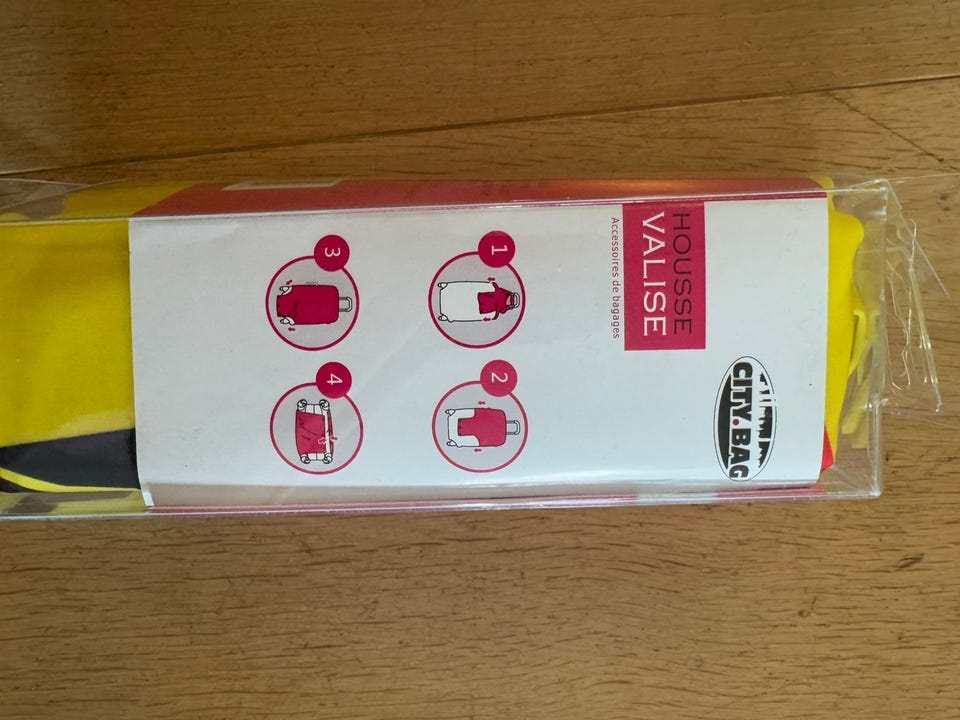 CITY.BAG
HOUSSE
VALISE
Accessoires de bagages
1
2
3
4